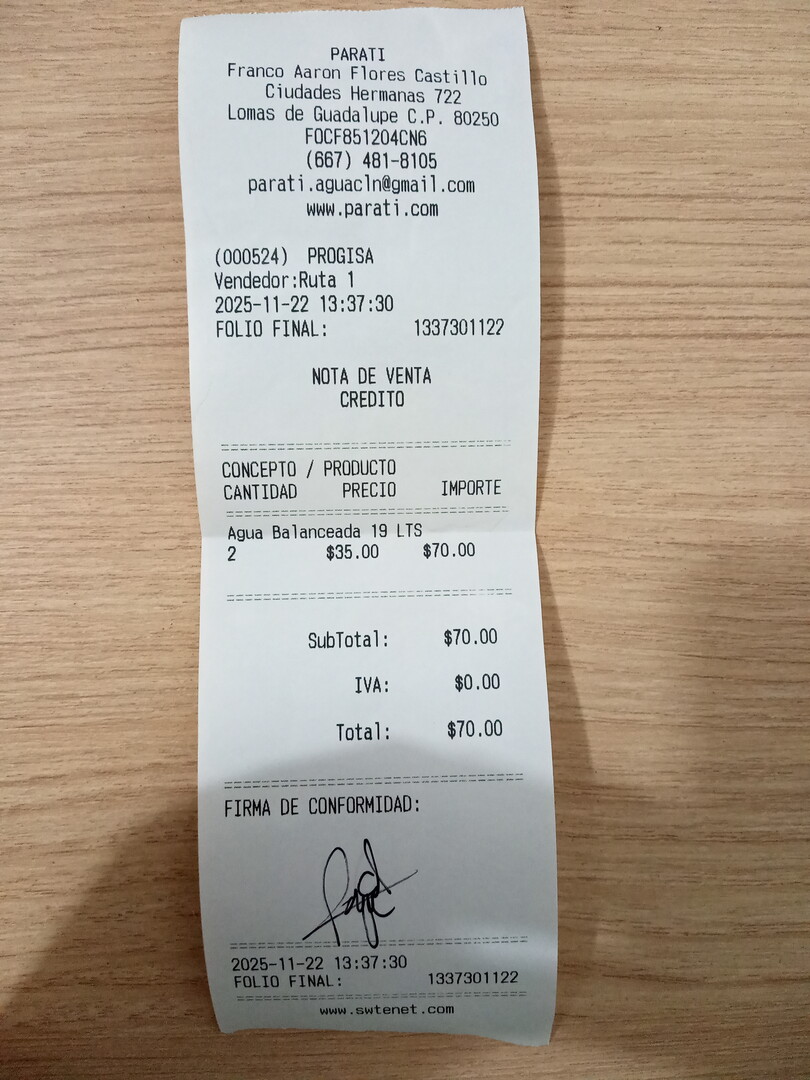 PARATI
Franco Aaron Flores Castillo
Ciudades Hermanas 722
Lomas de Guadalupe C.P. 80250
FOCF851204CN6
(667) 481-8105
parati.aguacln@gmail.com
www.parati.com
(000524) PROGISA
Vendedor:Ruta 1
2025-11-22 13:37:30
FOLIO FINAL: 1337301122
NOTA DE VENTA
CREDITO
CONCEPTO / PRODUCTO
CANTIDAD PRECIO IMPORTE
Agua Balanceada 19 LTS
2 $35.00 $70.00
SubTotal: $70.00
IVA: $0.00
Total: $70.00
FIRMA DE CONFORMIDAD:
2025-11-22 13:37:30
FOLIO FINAL: 1337301122
www.swtenet.com